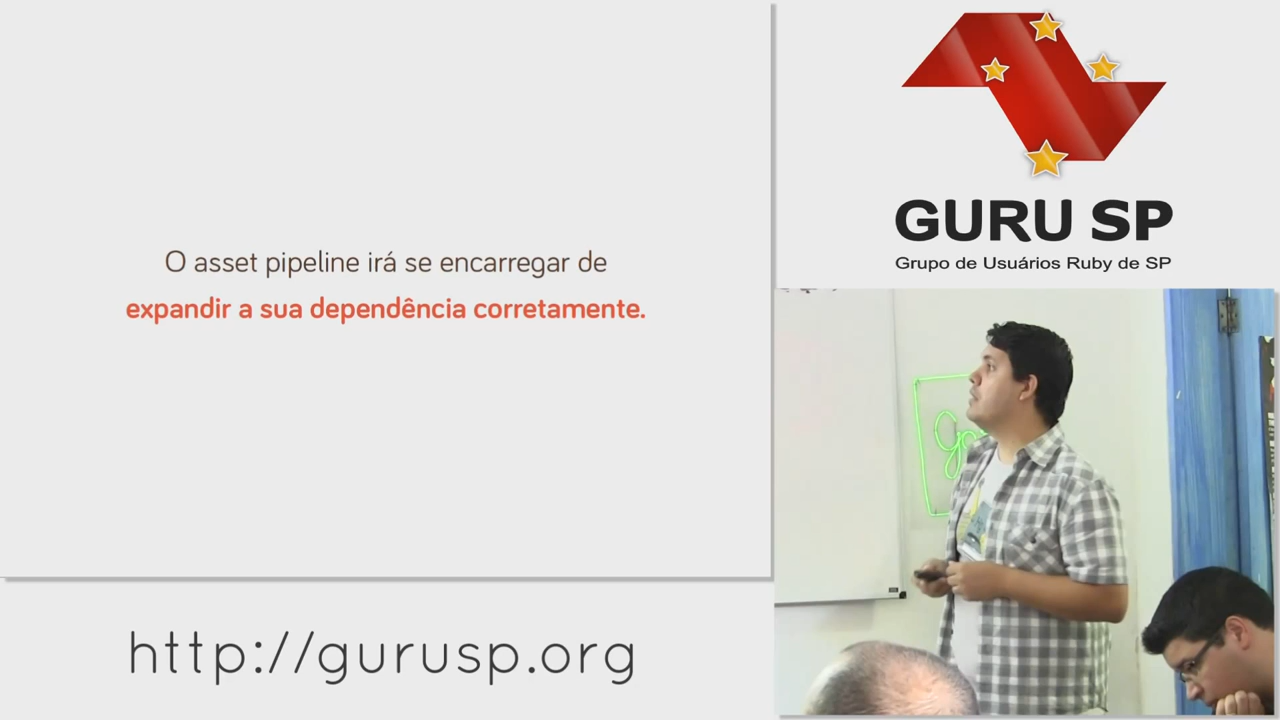 O asset pipeline irá se encarregar de
expandir a sua dependência corretamente.
GURU SP
Grupo de Usuários Ruby de SP
http://gurusp.org